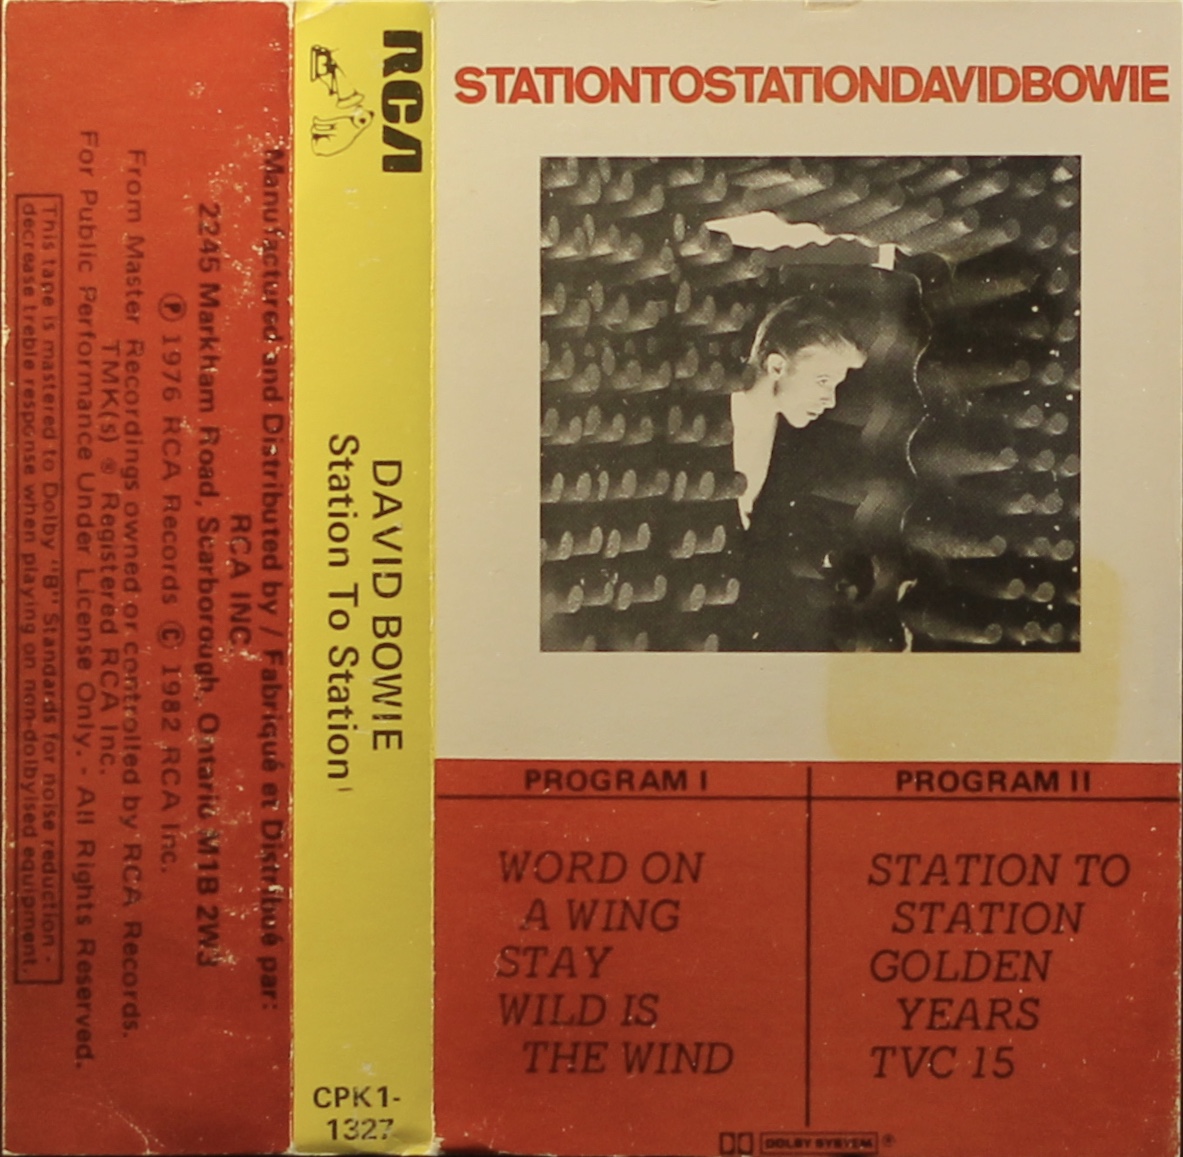 STATIONTOSTATIONDAVIDBOWIE
PROGRAM I
WORD ON
A WING
STAY
WILD IS
THE WIND
PROGRAM II
STATION TO
STATION
GOLDEN
YEARS
TVC 15
DOLBY SYSTEM ®
RCA
DAVID BOWIE
Station To Station
CPK1-
1327
Manufactured and Distributed by / Fabriqué et Distribué par:
RCA INC.
2245 Markham Road, Scarborough, Ontario M1B 2W3
Ⓟ 1976 RCA Records © 1982 RCA Inc.
From Master Recordings owned or controlled by RCA Records.
TMK(s) ® Registered RCA Inc.
For Public Performance Under License Only. - All Rights Reserved.
This tape is mastered to Dolby "B" Standards for noise reduction -
decrease treble response when playing on non-dolbyised equipment.